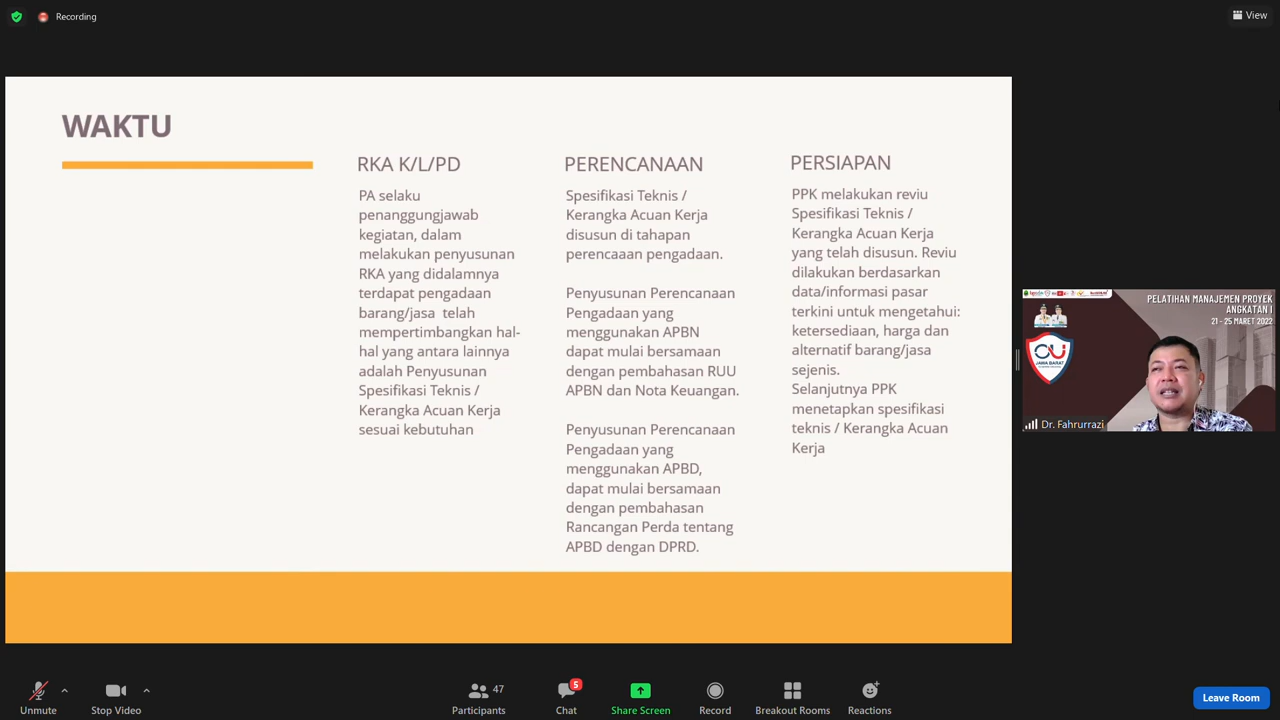 Recording
View
WAKTU
RKA K/L/PD
PA selaku
penanggungjawab
kegiatan, dalam
melakukan penyusunan
RKA yang didalamnya
terdapat pengadaan
barang/jasa telah
mempertimbangkan hal-
hal yang antara lainnya
adalah Penyusunan
Spesifikasi Teknis /
Kerangka Acuan Kerja
sesuai kebutuhan
PERENCANAAN
Spesifikasi Teknis /
Kerangka Acuan Kerja
disusun di tahapan
perencaaan pengadaan.
Penyusunan Perencanaan
Pengadaan yang
menggunakan APBN
dapat mulai bersamaan
dengan pembahasan RUU
APBN dan Nota Keuangan.
Penyusunan Perencanaan
Pengadaan yang
menggunakan APBD,
dapat mulai bersamaan
dengan pembahasan
Rancangan Perda tentang
APBD dengan DPRD.
PERSIAPAN
PPK melakukan reviu
Spesifikasi Teknis /
Kerangka Acuan Kerja
yang telah disusun. Reviu
dilakukan berdasarkan
data/informasi pasar
terkini untuk mengetahui:
ketersediaan, harga dan
alternatif barang/jasa
sejenis.
Selanjutnya PPK
menetapkan spesifikasi
teknis / Kerangka Acuan
Kerja
PELATIHAN MANAJEMEN PROYEK
ANGKATAN I
21 - 25 MARET 2022
JAWA BARAT
Dr. Fahrurrazi
Unmute
Stop Video
47
Participants
5
Chat
Share Screen
Record
Breakout Rooms
Reactions
Leave Room